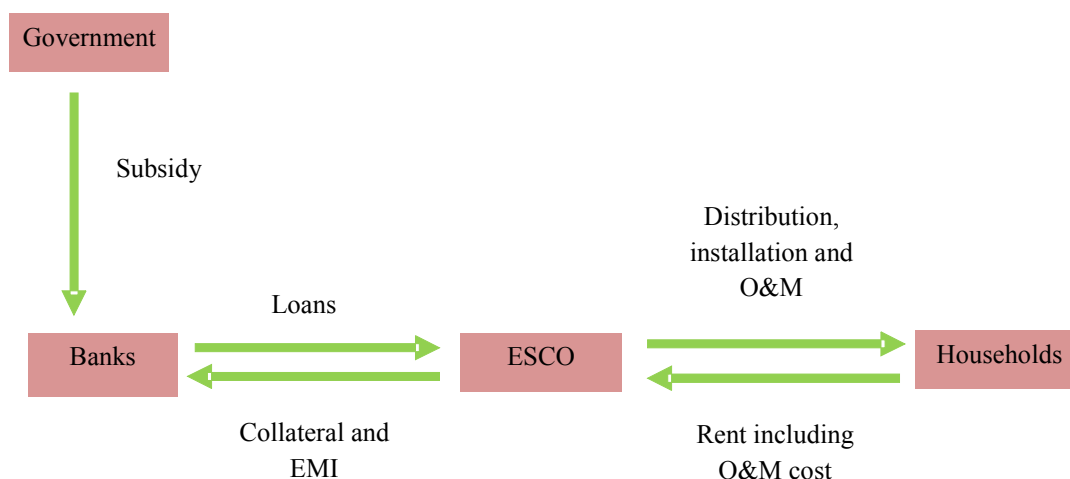 Government
Subsidy
Distribution,
installation and
O&M
Loans
Banks
ESCO
Households
Collateral and
EMI
Rent including
O&M cost